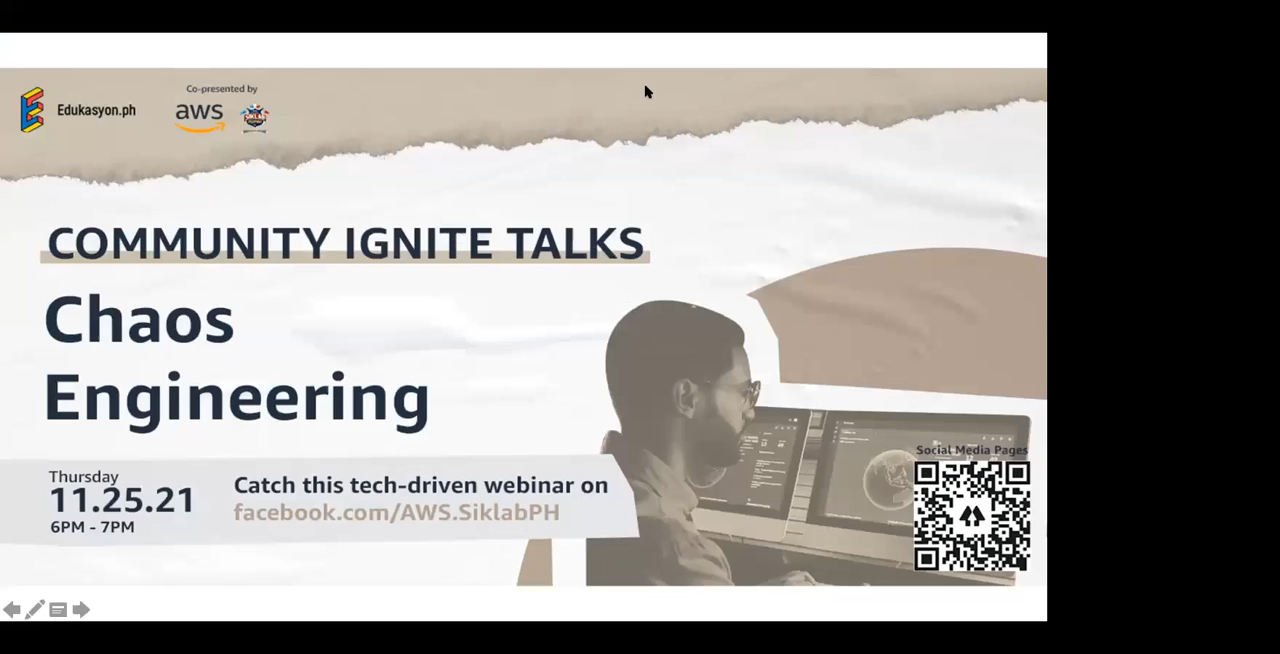 Edukasyon.ph
Co-presented by
aws
SIKLAB
COMMUNITY IGNITE TALKS
Chaos
Engineering
Thursday
11.25.21
6PM - 7PM
Catch this tech-driven webinar on
facebook.com/AWS.SiklabPH
Social Media Pages